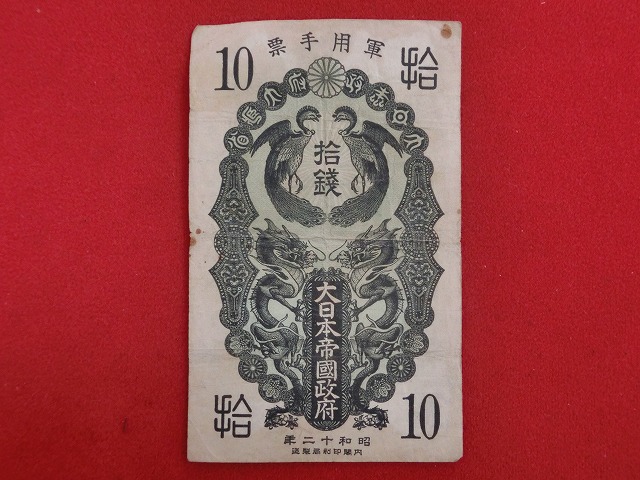 軍用手票
10 拾
拾錢
大日本帝國政府
拾 10
昭和十二年
内閣印刷局製造